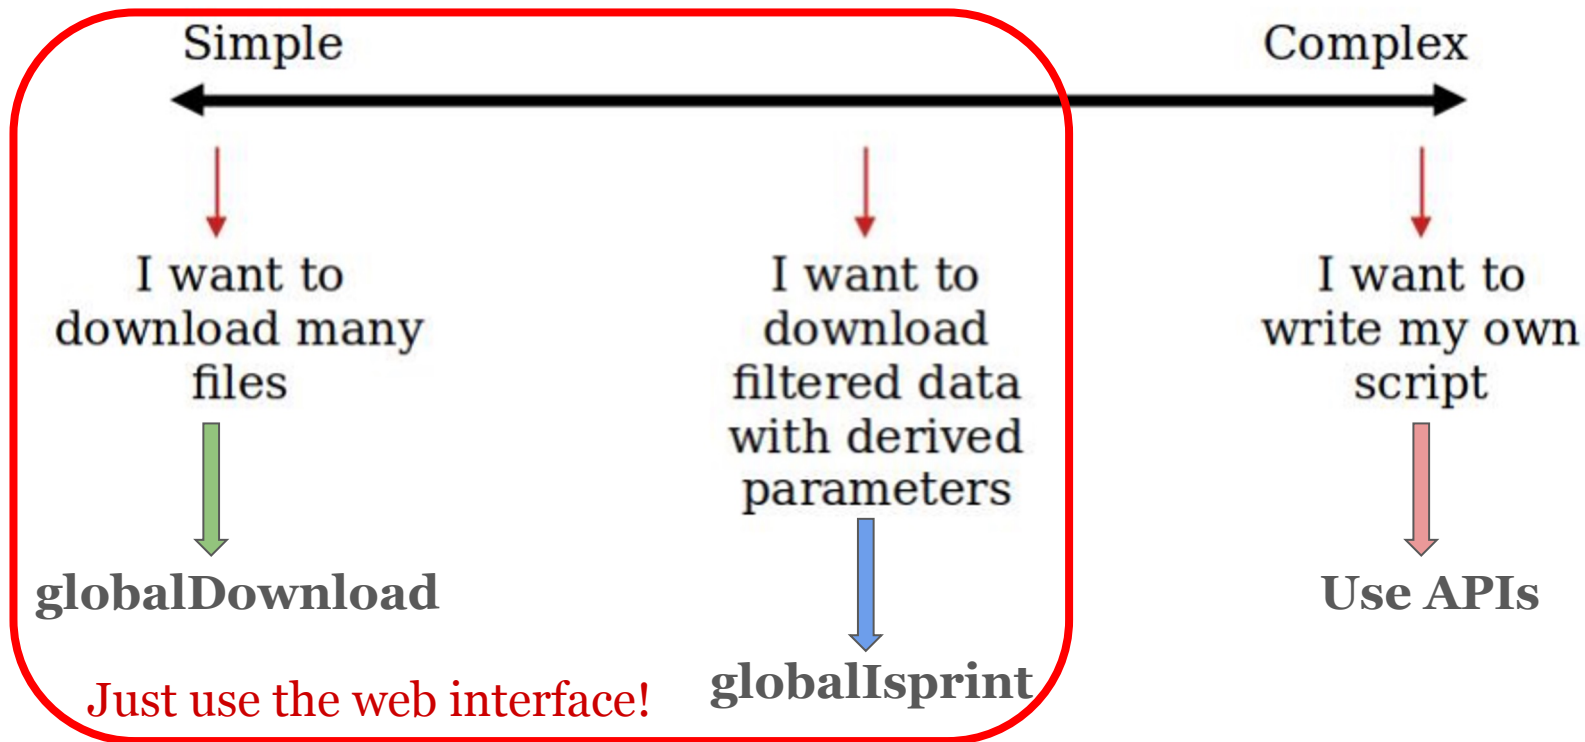 Simple
Complex
I want to
download many
files
globalDownload
I want to
download
filtered data
with derived
parameters
globalIsprint
I want to
write my own
script
Use APIs
Just use the web interface!